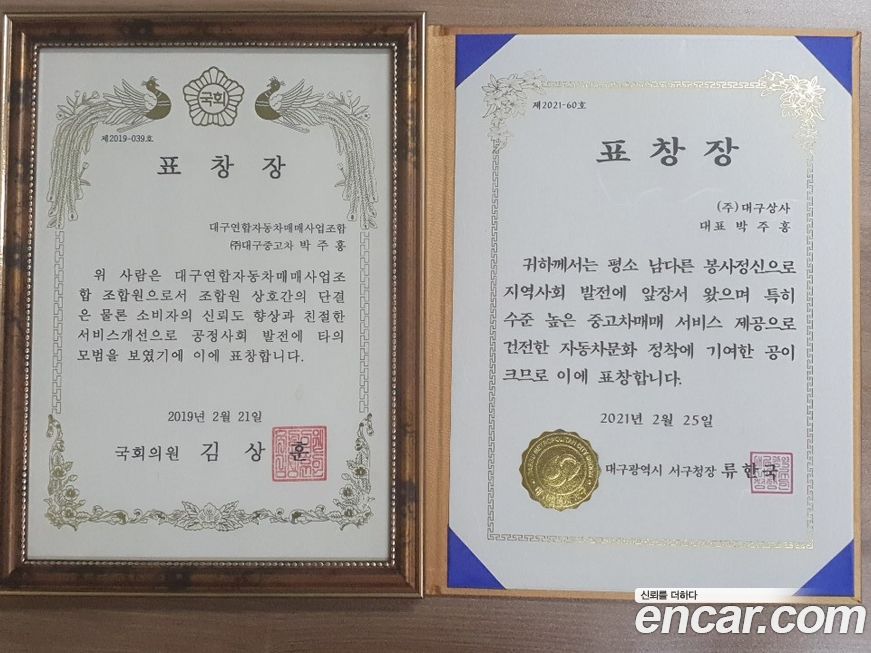 국회
제2019-039호
표 창 장
대구연합자동차매매사업조합
㈜대구중고차 박 주 홍
위 사람은 대구연합자동차매매사업조
합 조합원으로서 조합원 상호간의 단결
은 물론 소비자의 신뢰도 향상과 친절한
서비스개선으로 공정사회 발전에 타의
모범을 보였기에 이에 표창합니다.
2019년 2월 21일
국회의원 김 상 훈
제2021-60호
표 창 장
(주)대구상사
대표 박 주 홍
귀하께서는 평소 남다른 봉사정신으로
지역사회 발전에 앞장서 왔으며 특히
수준 높은 중고차매매 서비스 제공으로
건전한 자동차문화 정착에 기여한 공이
크므로 이에 표창합니다.
2021년 2월 25일
대구광역시 서구청장 류 한 국
신뢰를 더하다
encar.com